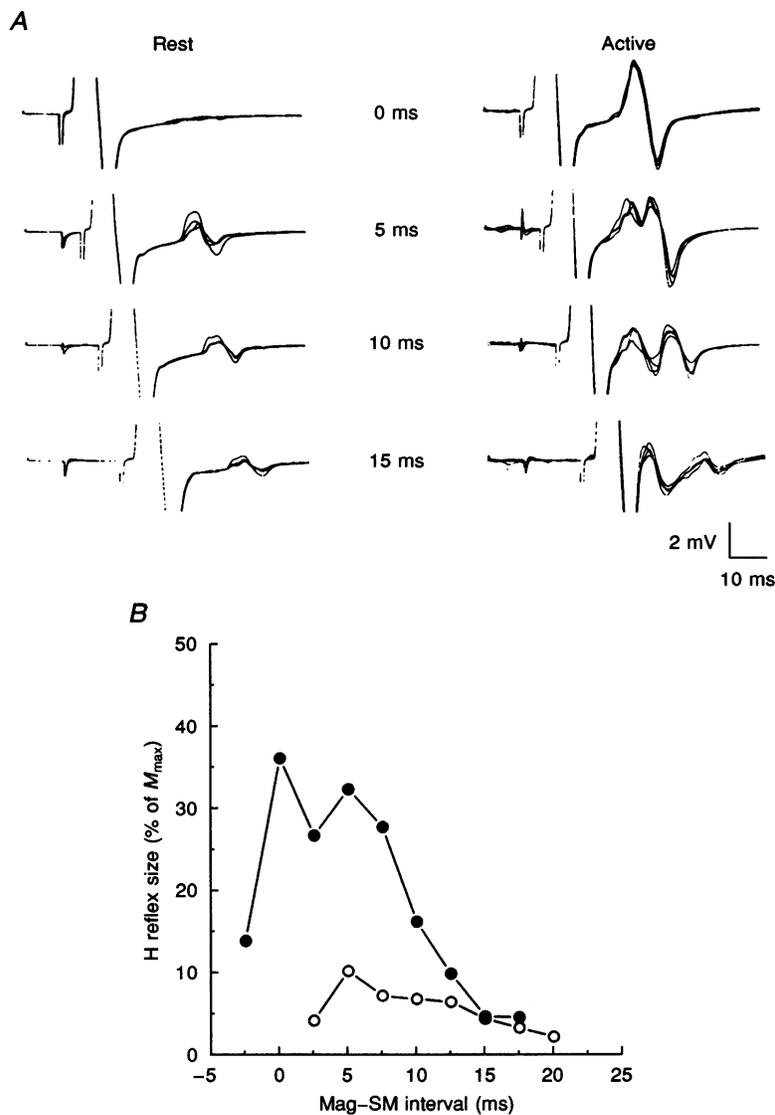 A
Rest
Active
0 ms
5 ms
10 ms
15 ms
2 mV
10 ms
B
50
40
30
20
10
0
H reflex size (% of Mmax)
−5 0 5 10 15 20 25
Mag–SM interval (ms)